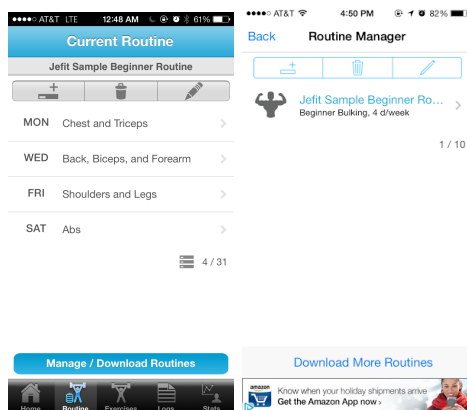 AT&T LTE 12:48 AM 61%
Current Routine
Jefit Sample Beginner Routine
MON Chest and Triceps
WED Back, Biceps, and Forearm
FRI Shoulders and Legs
SAT Abs
4 / 31
Manage / Download Routines
Home Routine Exercises Logs Stats
AT&T 4:50 PM 82%
Back Routine Manager
Jefit Sample Beginner Ro...
Beginner Bulking, 4 d/week
1 / 10
Download More Routines
amazon Know when your holiday shipments arrive
Get the Amazon App now ›